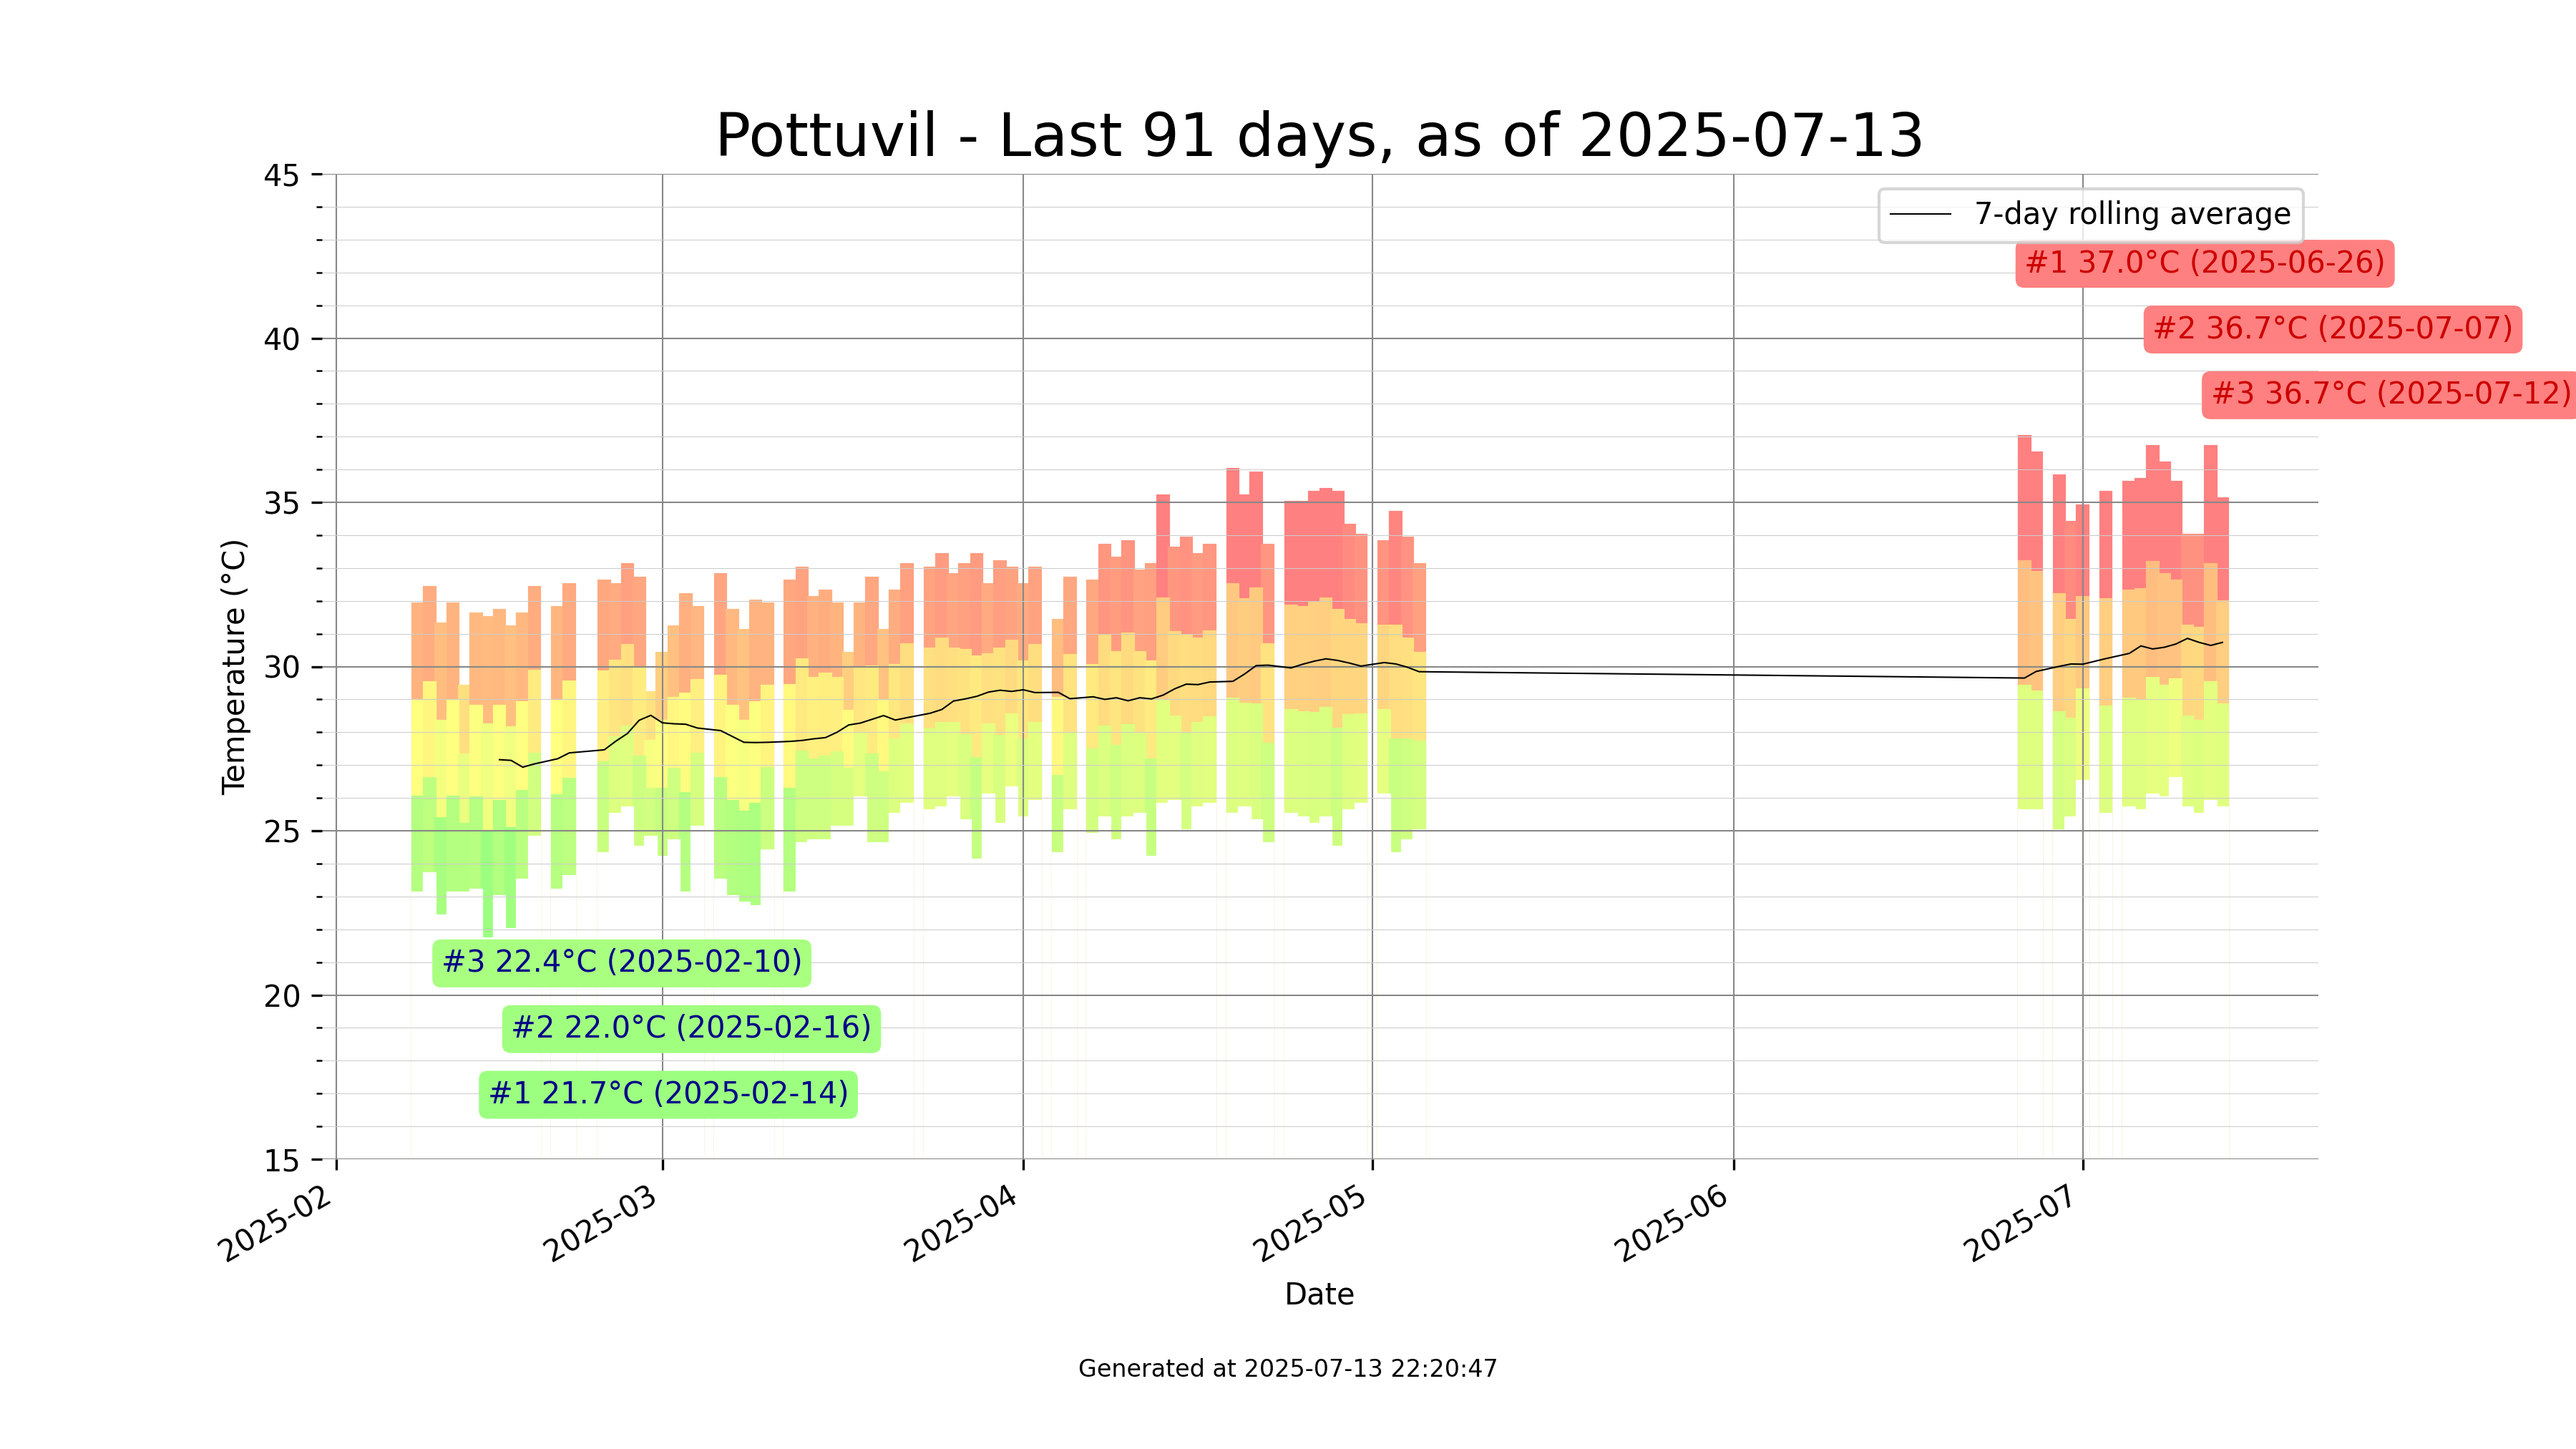 Pottuvil - Last 91 days, as of 2025-07-13
45
7-day rolling average
#1 37.0°C (2025-06-26)
40
#2 36.7°C (2025-07-07)
#3 36.7°C (2025-07-12)
35
Temperature (°C)
30
25
#3 22.4°C (2025-02-10)
20
#2 22.0°C (2025-02-16)
#1 21.7°C (2025-02-14)
15
2025-02
2025-03
2025-04
2025-05
2025-06
2025-07
Date
Generated at 2025-07-13 22:20:47